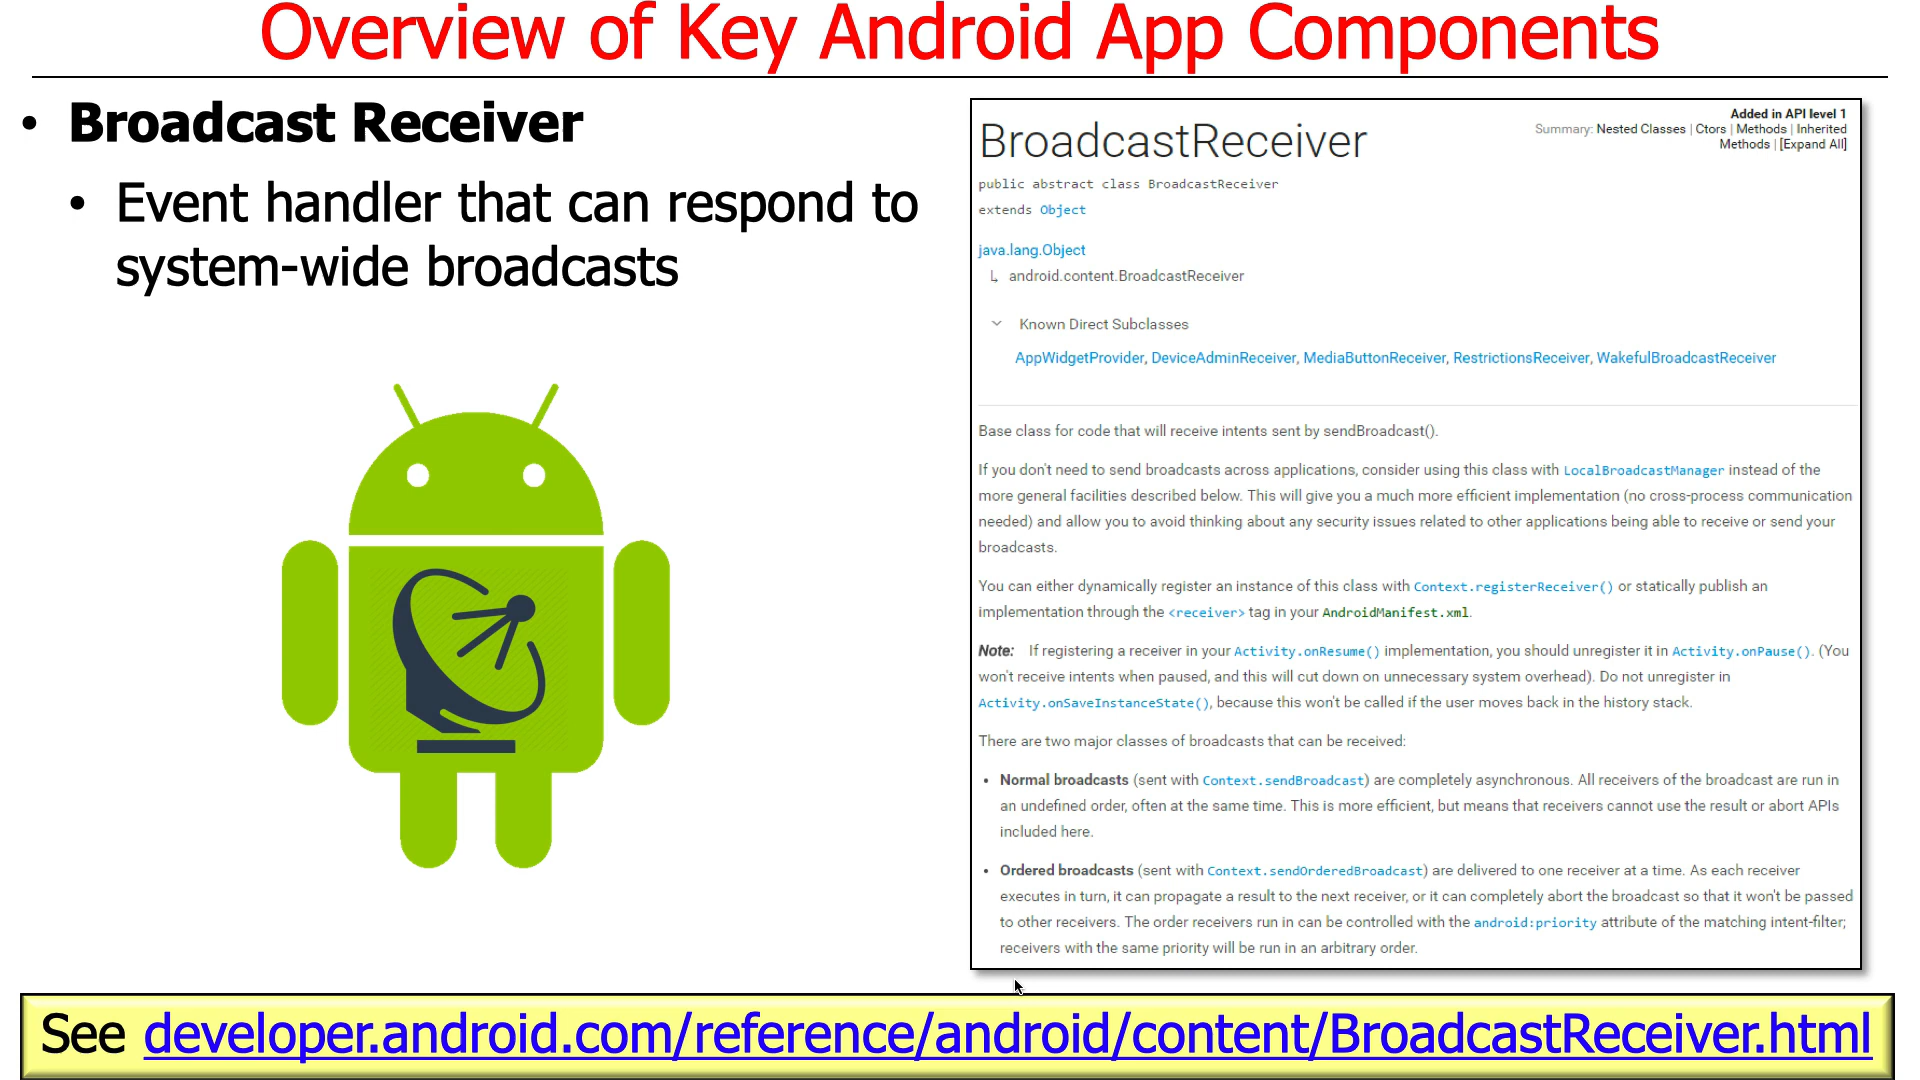 Overview of Key Android App Components
• Broadcast Receiver
• Event handler that can respond to
system-wide broadcasts
Added in API level 1
Summary: Nested Classes | Ctors | Methods | Inherited
Methods | [Expand All]
BroadcastReceiver
public abstract class BroadcastReceiver
extends Object
java.lang.Object
↳ android.content.BroadcastReceiver
Known Direct Subclasses
AppWidgetProvider, DeviceAdminReceiver, MediaButtonReceiver, RestrictionsReceiver, WakefulBroadcastReceiver
Base class for code that will receive intents sent by sendBroadcast().
If you don't need to send broadcasts across applications, consider using this class with LocalBroadcastManager instead of the
more general facilities described below. This will give you a much more efficient implementation (no cross-process communication
needed) and allow you to avoid thinking about any security issues related to other applications being able to receive or send your
broadcasts.
You can either dynamically register an instance of this class with Context.registerReceiver() or statically publish an
implementation through the <receiver> tag in your AndroidManifest.xml.
Note: If registering a receiver in your Activity.onResume() implementation, you should unregister it in Activity.onPause(). (You
won't receive intents when paused, and this will cut down on unnecessary system overhead). Do not unregister in
Activity.onSaveInstanceState(), because this won't be called if the user moves back in the history stack.
There are two major classes of broadcasts that can be received:
• Normal broadcasts (sent with Context.sendBroadcast) are completely asynchronous. All receivers of the broadcast are run in
an undefined order, often at the same time. This is more efficient, but means that receivers cannot use the result or abort APIs
included here.
• Ordered broadcasts (sent with Context.sendOrderedBroadcast) are delivered to one receiver at a time. As each receiver
executes in turn, it can propagate a result to the next receiver, or it can completely abort the broadcast so that it won't be passed
to other receivers. The order receivers run in can be controlled with the android:priority attribute of the matching intent-filter;
receivers with the same priority will be run in an arbitrary order.
See developer.android.com/reference/android/content/BroadcastReceiver.html